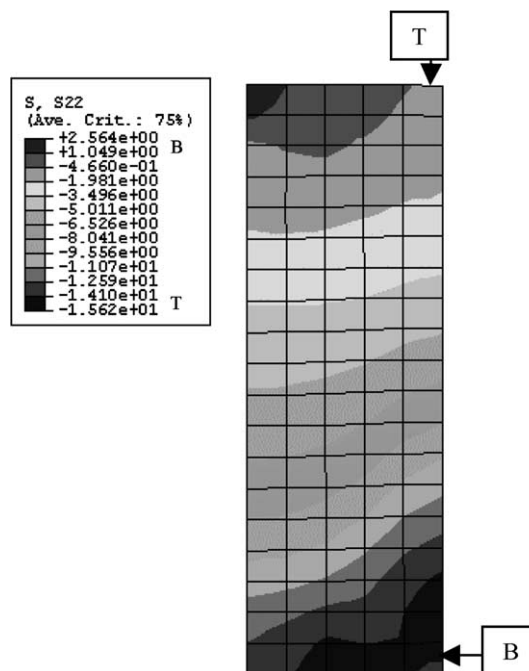 T
S, S22
(Ave. Crit.: 75%)
+2.564e+00
+1.049e+00 B
-4.660e-01
-1.981e+00
-3.496e+00
-5.011e+00
-6.526e+00
-8.041e+00
-9.556e+00
-1.107e+01
-1.259e+01
-1.410e+01 T
-1.562e+01
B